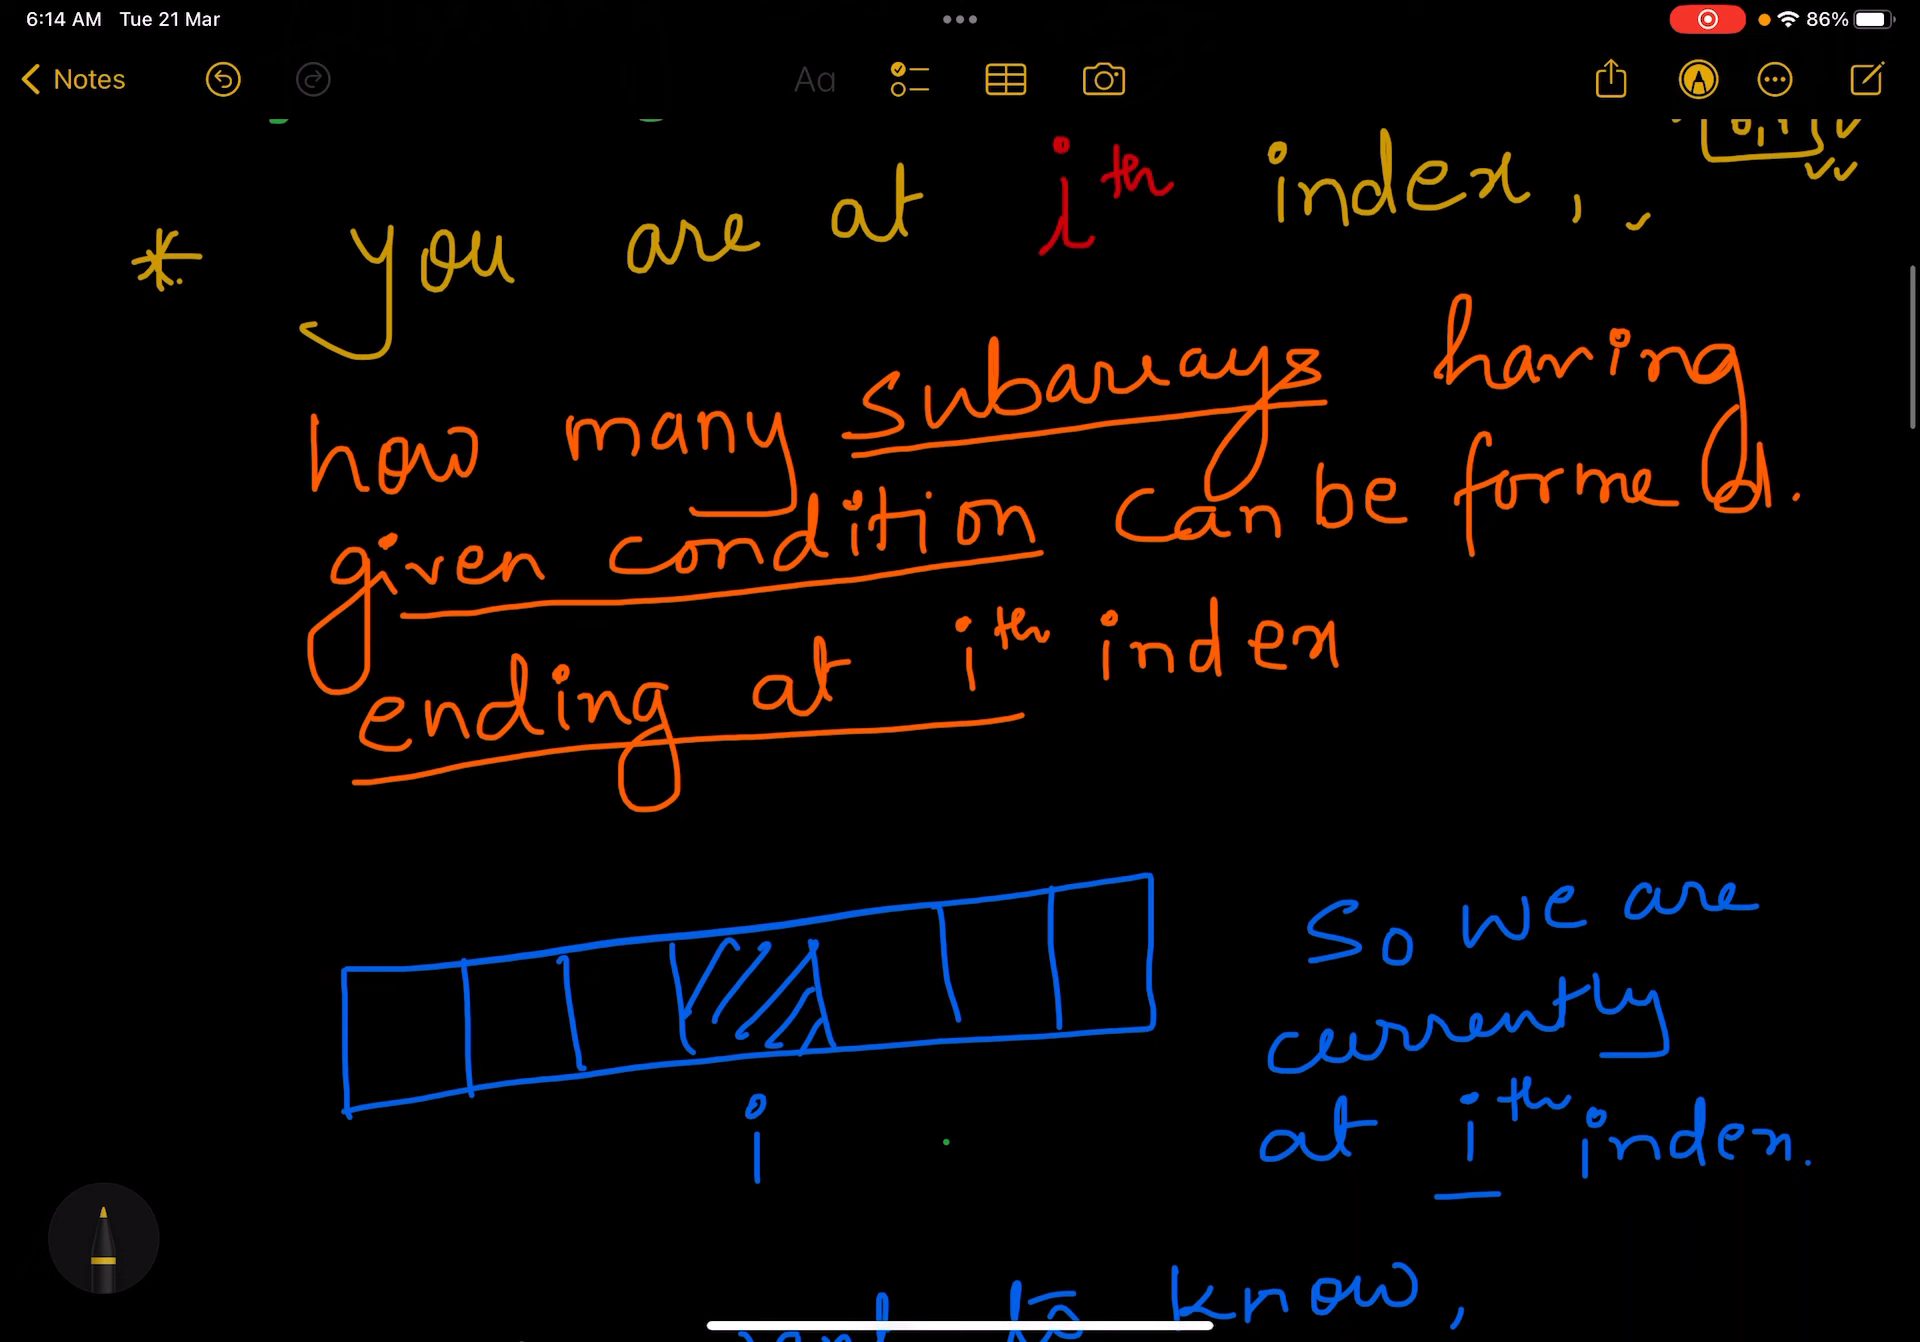 6:14 AM Tue 21 Mar
86%
Notes
Aa
* you are at ith index,
how many subarrays having
given condition can be formed.
ending at ith index
So we are
currently
at ith index.
i
to know,